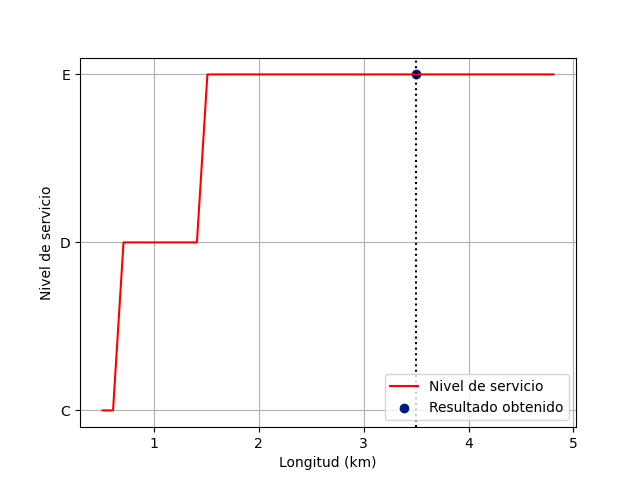 E
D
C
Nivel de servicio
1 2 3 4 5
Longitud (km)
Nivel de servicio
Resultado obtenido